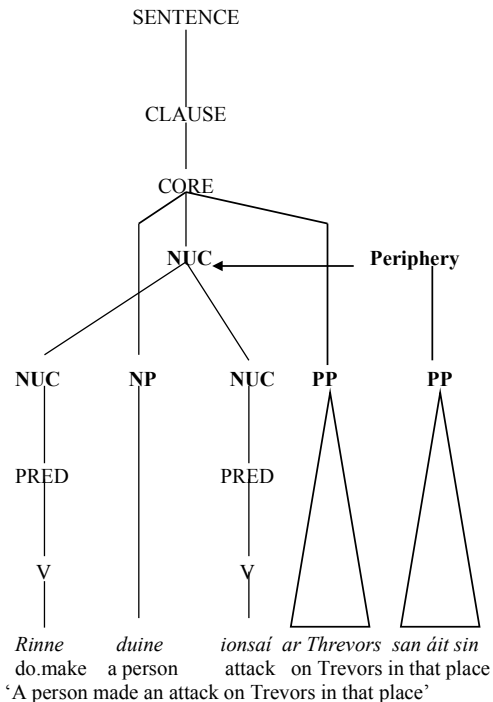 SENTENCE
CLAUSE
CORE
NUC Periphery
NUC NP NUC PP PP
PRED PRED
V V
Rinne duine ionsaí ar Threvors san áit sin
do.make a person attack on Trevors in that place
‘A person made an attack on Trevors in that place’